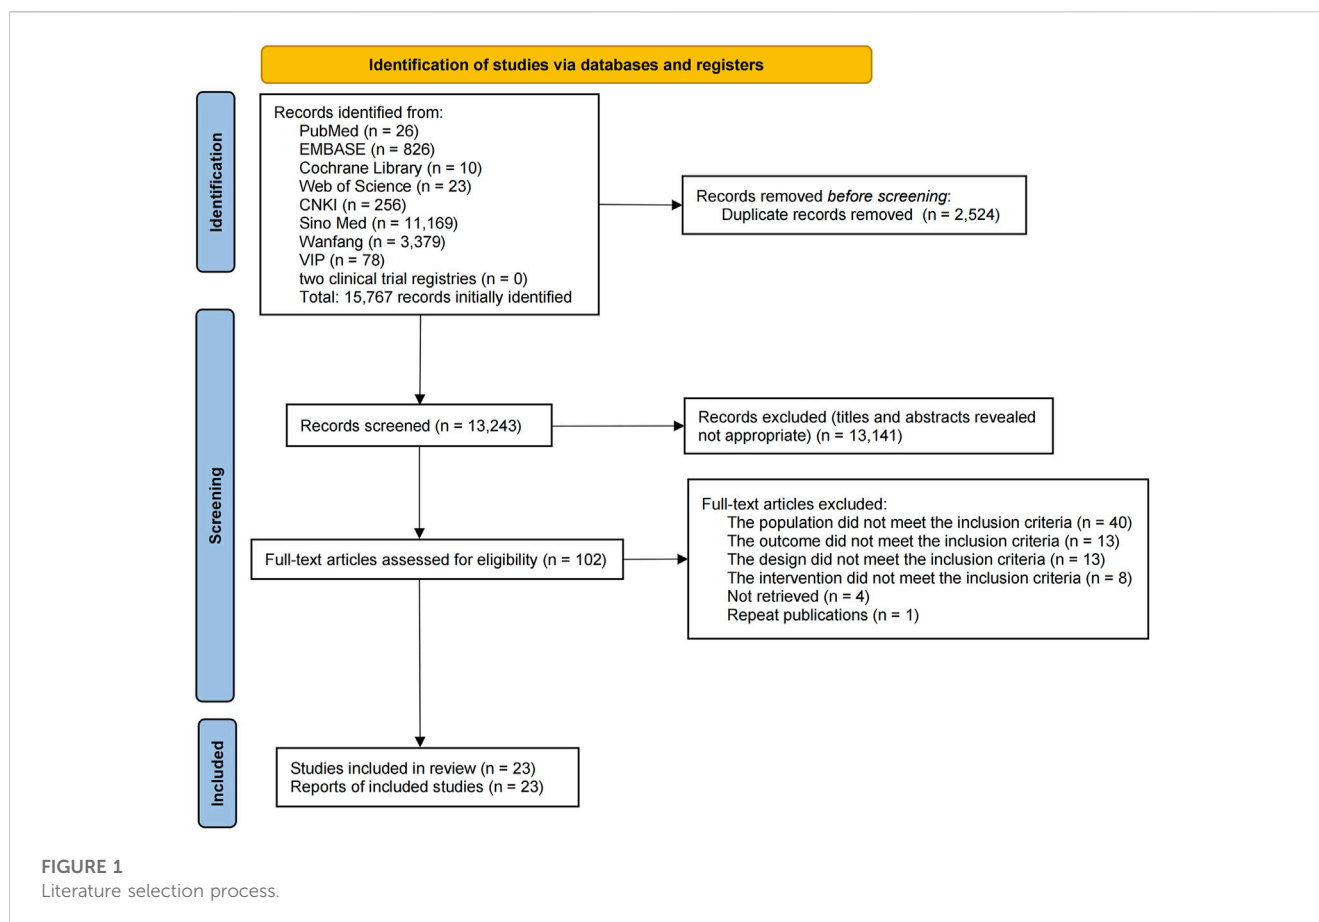 Identification of studies via databases and registers
Identification
Records identified from:
PubMed (n = 26)
EMBASE (n = 826)
Cochrane Library (n = 10)
Web of Science (n = 23)
CNKI (n = 256)
Sino Med (n = 11,169)
Wanfang (n = 3,379)
VIP (n = 78)
two clinical trial registries (n = 0)
Total: 15,767 records initially identified
Records removed before screening:
Duplicate records removed (n = 2,524)
Screening
Records screened (n = 13,243)
Records excluded (titles and abstracts revealed
not appropriate) (n = 13,141)
Full-text articles assessed for eligibility (n = 102)
Full-text articles excluded:
The population did not meet the inclusion criteria (n = 40)
The outcome did not meet the inclusion criteria (n = 13)
The design did not meet the inclusion criteria (n = 13)
The intervention did not meet the inclusion criteria (n = 8)
Not retrieved (n = 4)
Repeat publications (n = 1)
Included
Studies included in review (n = 23)
Reports of included studies (n = 23)
FIGURE 1
Literature selection process.